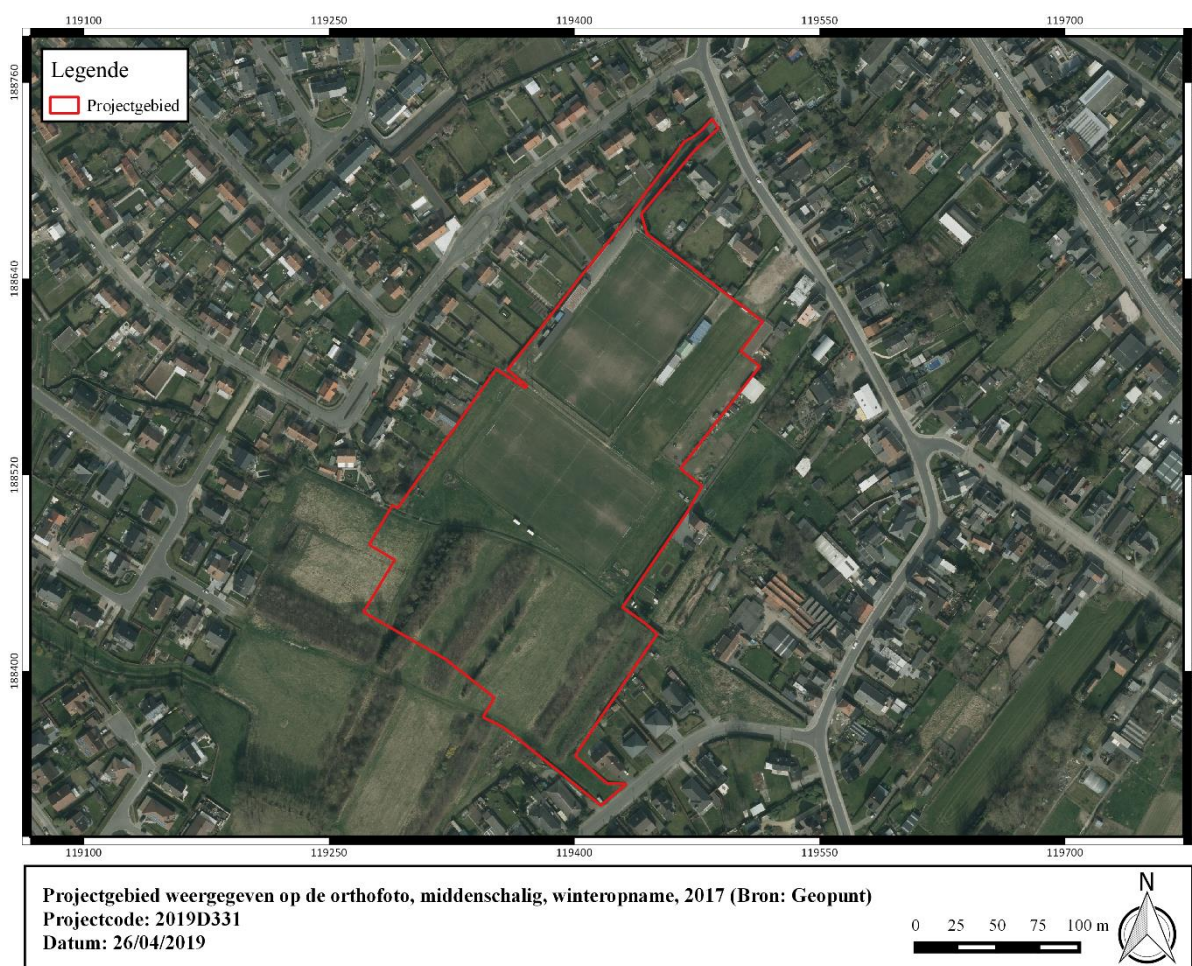 119100 119250 119400 119550 119700
188760
188640
188520
188400
Legende
Projectgebied
119100 119250 119400 119550 119700
Projectgebied weergegeven op de orthofoto, middenschalig, winteropname, 2017 (Bron: Geopunt)
Projectcode: 2019D331
Datum: 26/04/2019
0 25 50 75 100 m
N